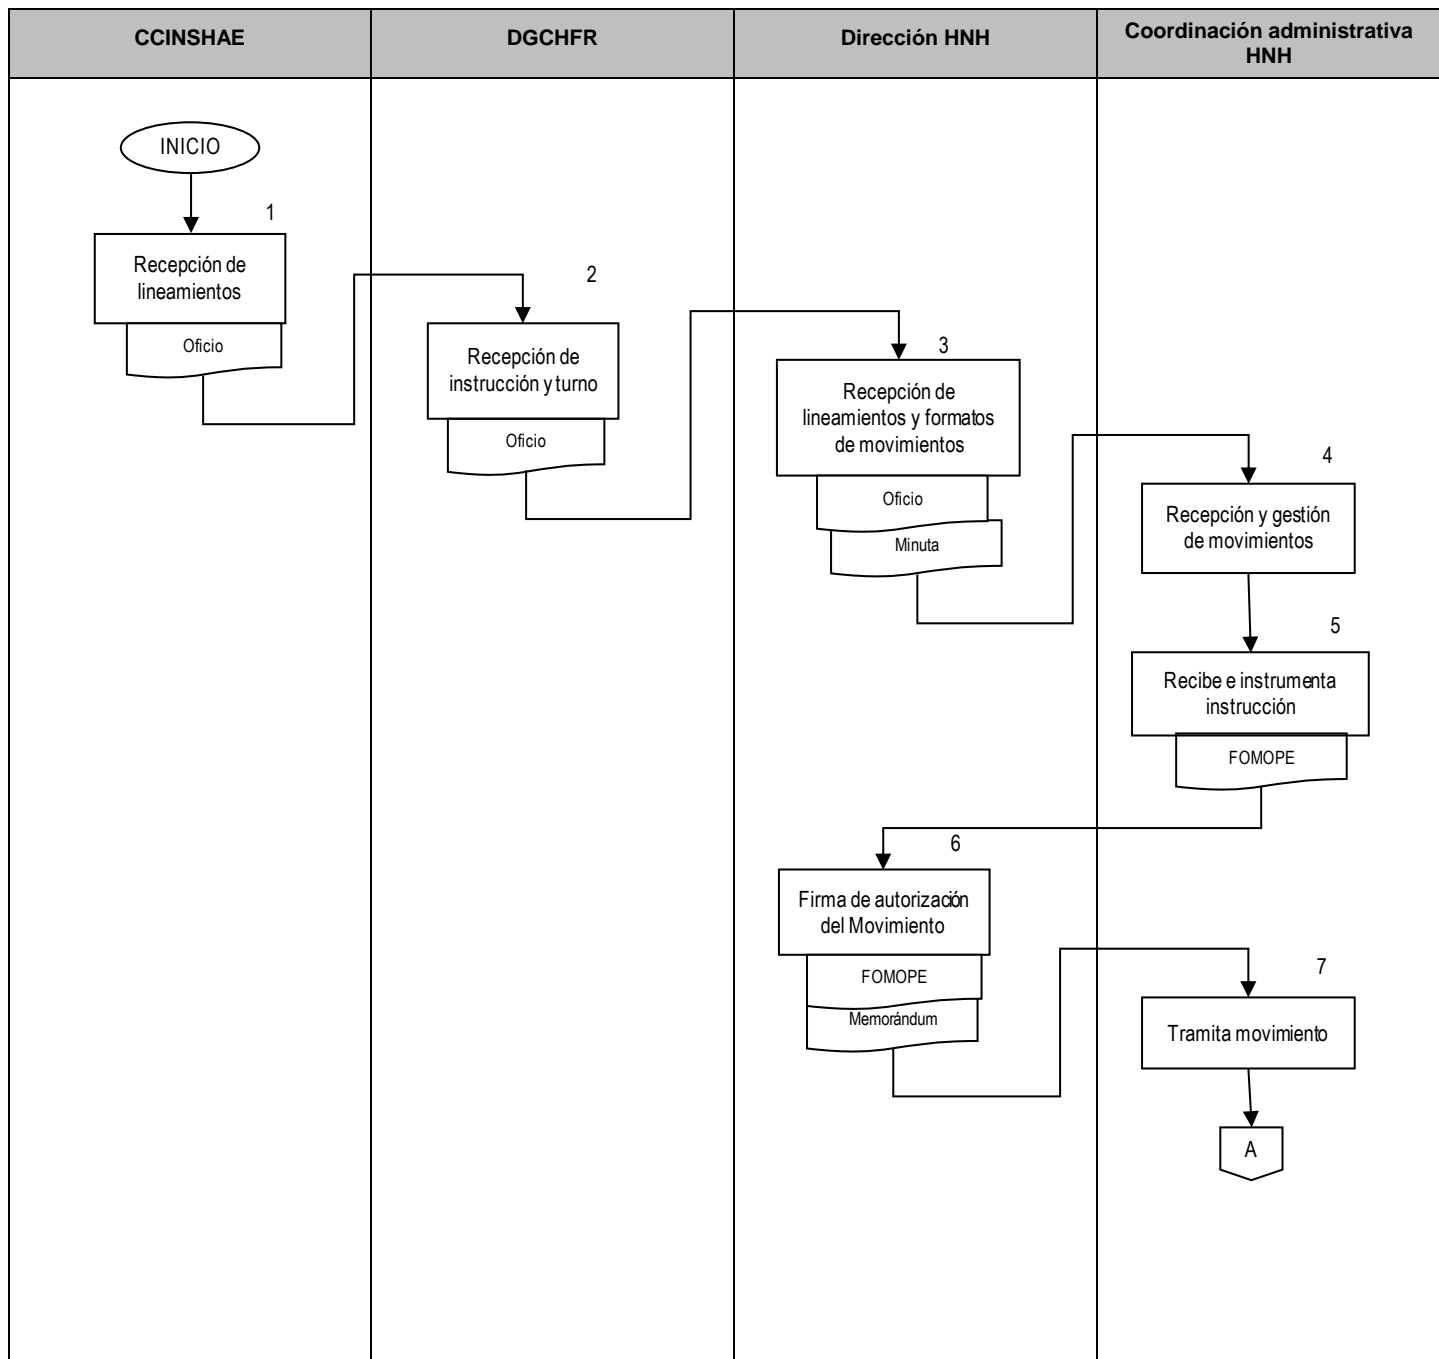 CCINSHAE
DGCHFR
Dirección HNH
Coordinación administrativa
HNH
INICIO
1
Recepción de
lineamientos
Oficio
2
Recepción de
instrucción y turno
Oficio
3
Recepción de
lineamientos y formatos
de movimientos
Oficio
Minuta
4
Recepción y gestión
de movimientos
5
Recibe e instrumenta
instrucción
FOMOPE
6
Firma de autorización
del Movimiento
FOMOPE
Memorándum
7
Tramita movimiento
A